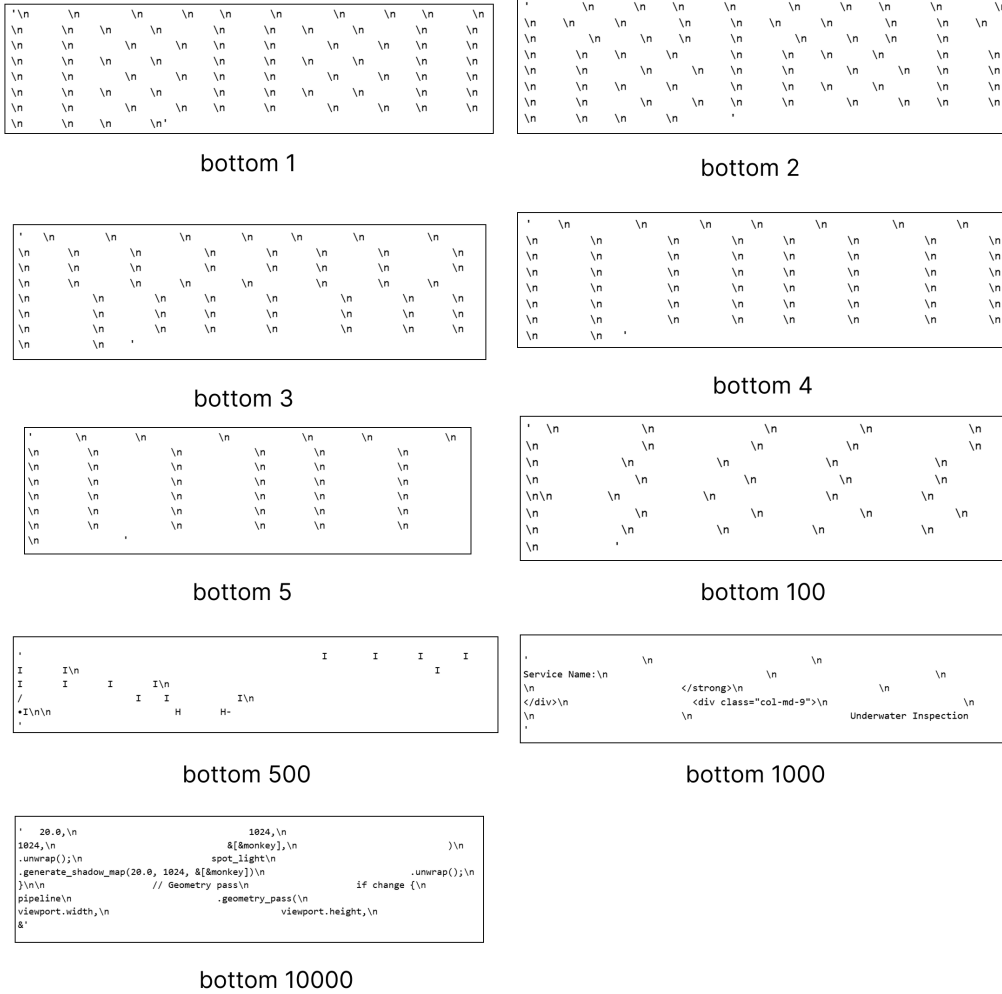 '\n \n \n \n \n \n \n \n \n
\n \n \n \n \n \n \n \n \n \n
\n \n \n \n \n \n \n \n \n \n
\n \n \n \n \n \n \n \n \n \n
\n \n \n \n \n \n \n \n \n \n
\n \n \n \n \n \n \n \n \n \n
\n \n \n \n \n \n \n \n \n \n
\n \n \n \n'
bottom 1
' \n \n \n \n \n \n \n \n
\n \n \n \n \n \n \n \n \n
\n \n \n \n \n \n \n \n \n
\n \n \n \n \n \n \n \n \n \n
\n \n \n \n \n \n \n \n \n
\n \n \n \n \n \n \n \n \n \n
\n \n \n \n \n \n \n \n \n
\n \n \n \n '
bottom 2
' \n \n \n \n \n \n \n
\n \n \n \n \n \n \n \n
\n \n \n \n \n \n \n \n
\n \n \n \n \n \n \n \n
\n \n \n \n \n \n \n \n
\n \n \n \n \n \n \n \n
\n \n \n \n \n \n \n \n
\n \n '
bottom 3
' \n \n \n \n \n \n \n
\n \n \n \n \n \n \n
\n \n \n \n \n \n \n
\n \n \n \n \n \n \n
\n \n \n \n \n \n \n
\n \n \n \n \n \n \n
\n \n \n \n \n \n \n
\n \n '
bottom 4
' \n \n \n \n \n \n
\n \n \n \n \n \n
\n \n \n \n \n \n
\n \n \n \n \n \n
\n \n \n \n \n \n
\n \n \n \n \n \n
\n \n \n \n \n \n
\n '
bottom 5
' \n \n \n \n \n
\n \n \n \n \n
\n \n \n \n \n
\n \n \n \n \n
\n\n \n \n \n \n
\n \n \n \n \n
\n \n \n \n \n
\n '
bottom 100
' I I I I
I I\n I
I I I I\n
/ I I I\n
•I\n\n H H-
'
bottom 500
' \n \n
Service Name:\n \n \n
\n </strong>\n \n
</div>\n <div class="col-md-9">\n \n
\n \n Underwater Inspection
'
bottom 1000
' 20.0,\n 1024,\n
1024,\n &[&monkey],\n )\n
.unwrap();\n spot_light\n
.generate_shadow_map(20.0, 1024, &[&monkey])\n .unwrap();\n
}\n\n // Geometry pass\n if change {\n
pipeline\n .geometry_pass(\n
viewport.width,\n viewport.height,\n
&'
bottom 10000